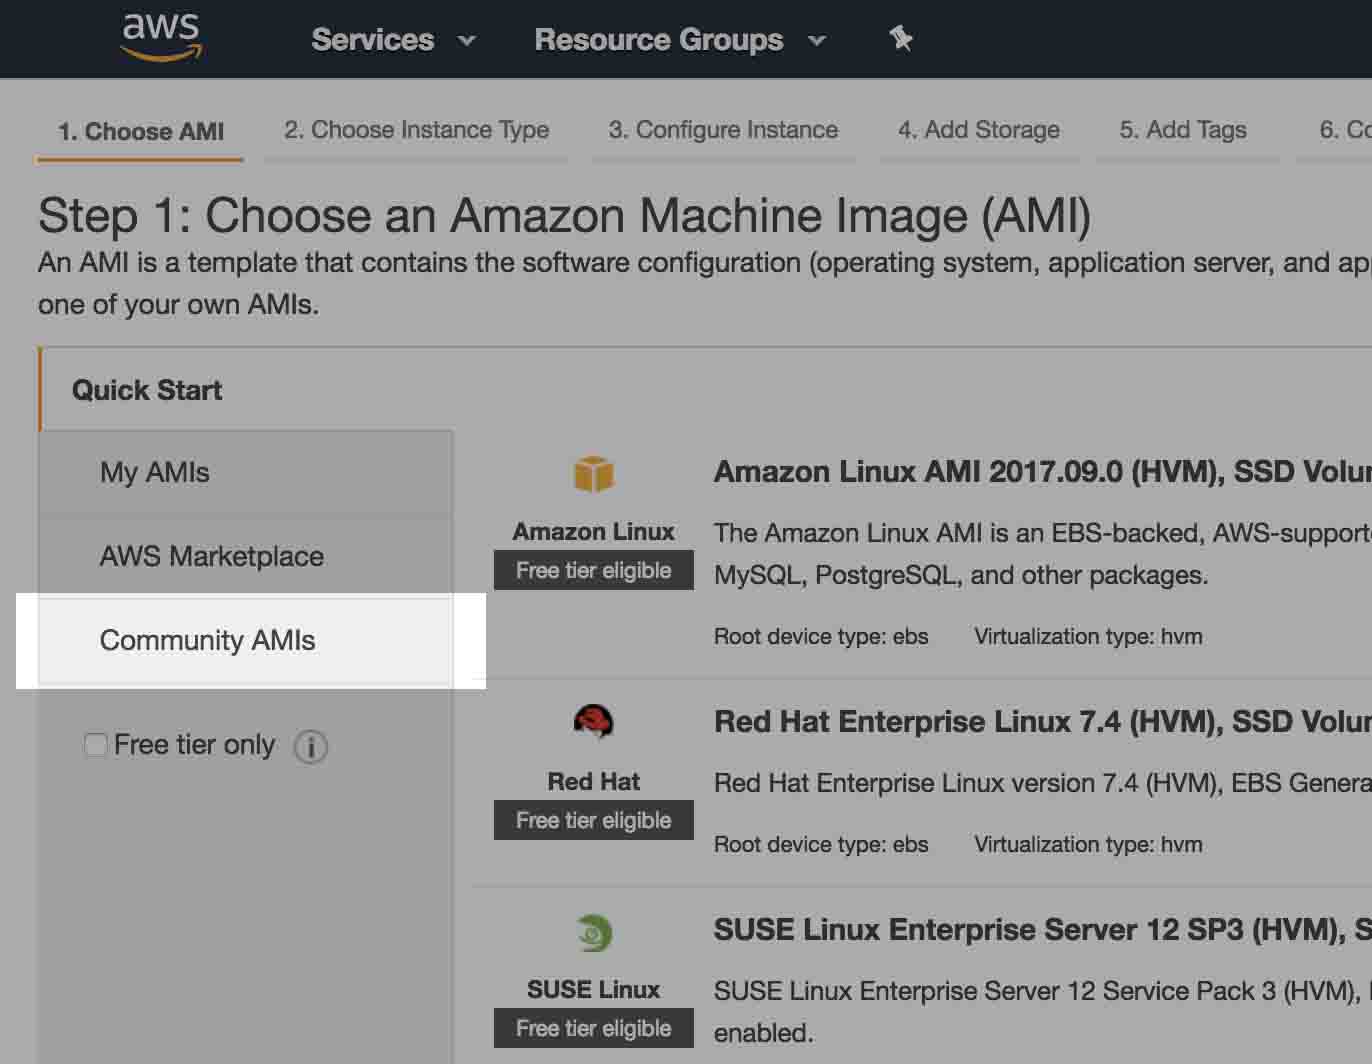 aws
Services
Resource Groups
1. Choose AMI
2. Choose Instance Type
3. Configure Instance
4. Add Storage
5. Add Tags
6.
Step 1: Choose an Amazon Machine Image (AMI)
An AMI is a template that contains the software configuration (operating system, application server, and
one of your own AMIs.
Quick Start
My AMIs
AWS Marketplace
Community AMIs
Free tier only
i
Amazon Linux
Free tier eligible
Amazon Linux AMI 2017.09.0 (HVM), SSD
The Amazon Linux AMI is an EBS-backed,
MySQL, PostgreSQL, and other packages.
Root device type: ebs
Virtualization type: hvm
Red Hat
Free tier eligible
Red Hat Enterprise Linux 7.4 (HVM), SSD
Red Hat Enterprise Linux version 7.4 (HVM), EBS
Root device type: ebs
Virtualization type: hvm
SUSE Linux
Free tier eligible
SUSE Linux Enterprise Server 12 SP3 (HVM),
SUSE Linux Enterprise Server 12 Service Pack 3 (HVM),
enabled.